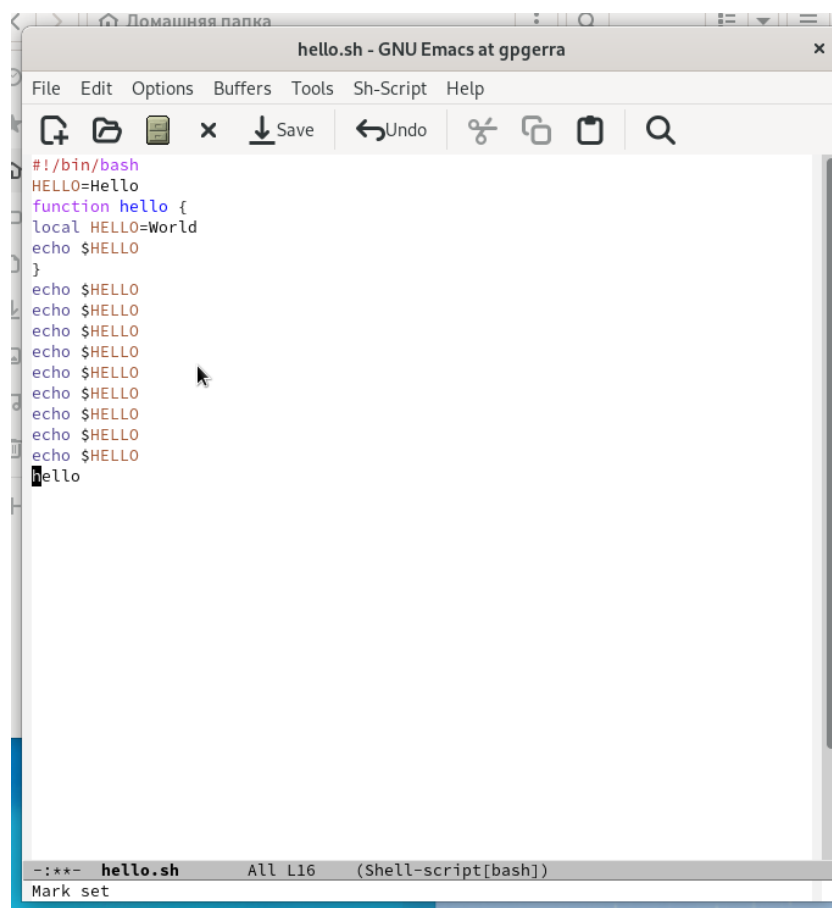 Домашняя папка
hello.sh - GNU Emacs at gpgerra
File Edit Options Buffers Tools Sh-Script Help
Save Undo
#!/bin/bash
HELLO=Hello
function hello {
local HELLO=World
echo $HELLO
}
echo $HELLO
echo $HELLO
echo $HELLO
echo $HELLO
echo $HELLO
echo $HELLO
echo $HELLO
echo $HELLO
echo $HELLO
hello
-:**- hello.sh All L16 (Shell-script[bash])
Mark set